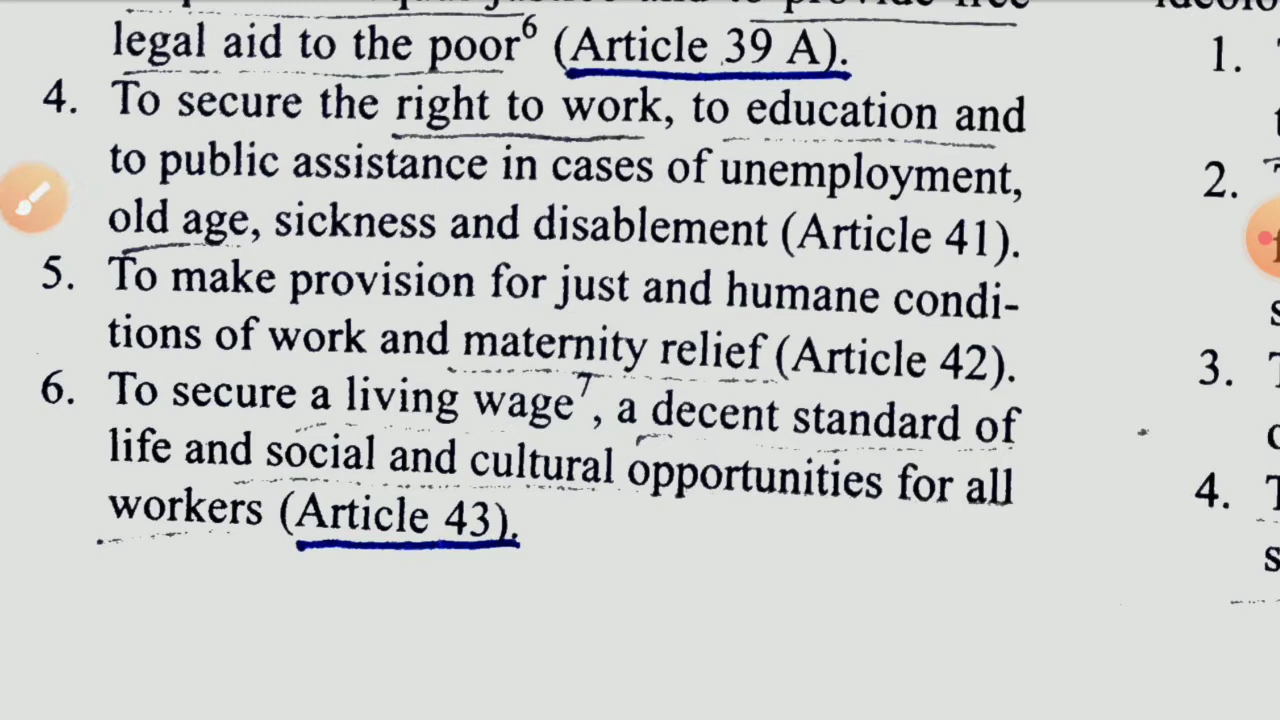 legal aid to the poor⁶ (Article 39 A).
4. To secure the right to work, to education and
to public assistance in cases of unemployment,
old age, sickness and disablement (Article 41).
5. To make provision for just and humane condi-
tions of work and maternity relief (Article 42).
6. To secure a living wage⁷, a decent standard of
life and social and cultural opportunities for all
workers (Article 43).
1.
2.
3.
4.